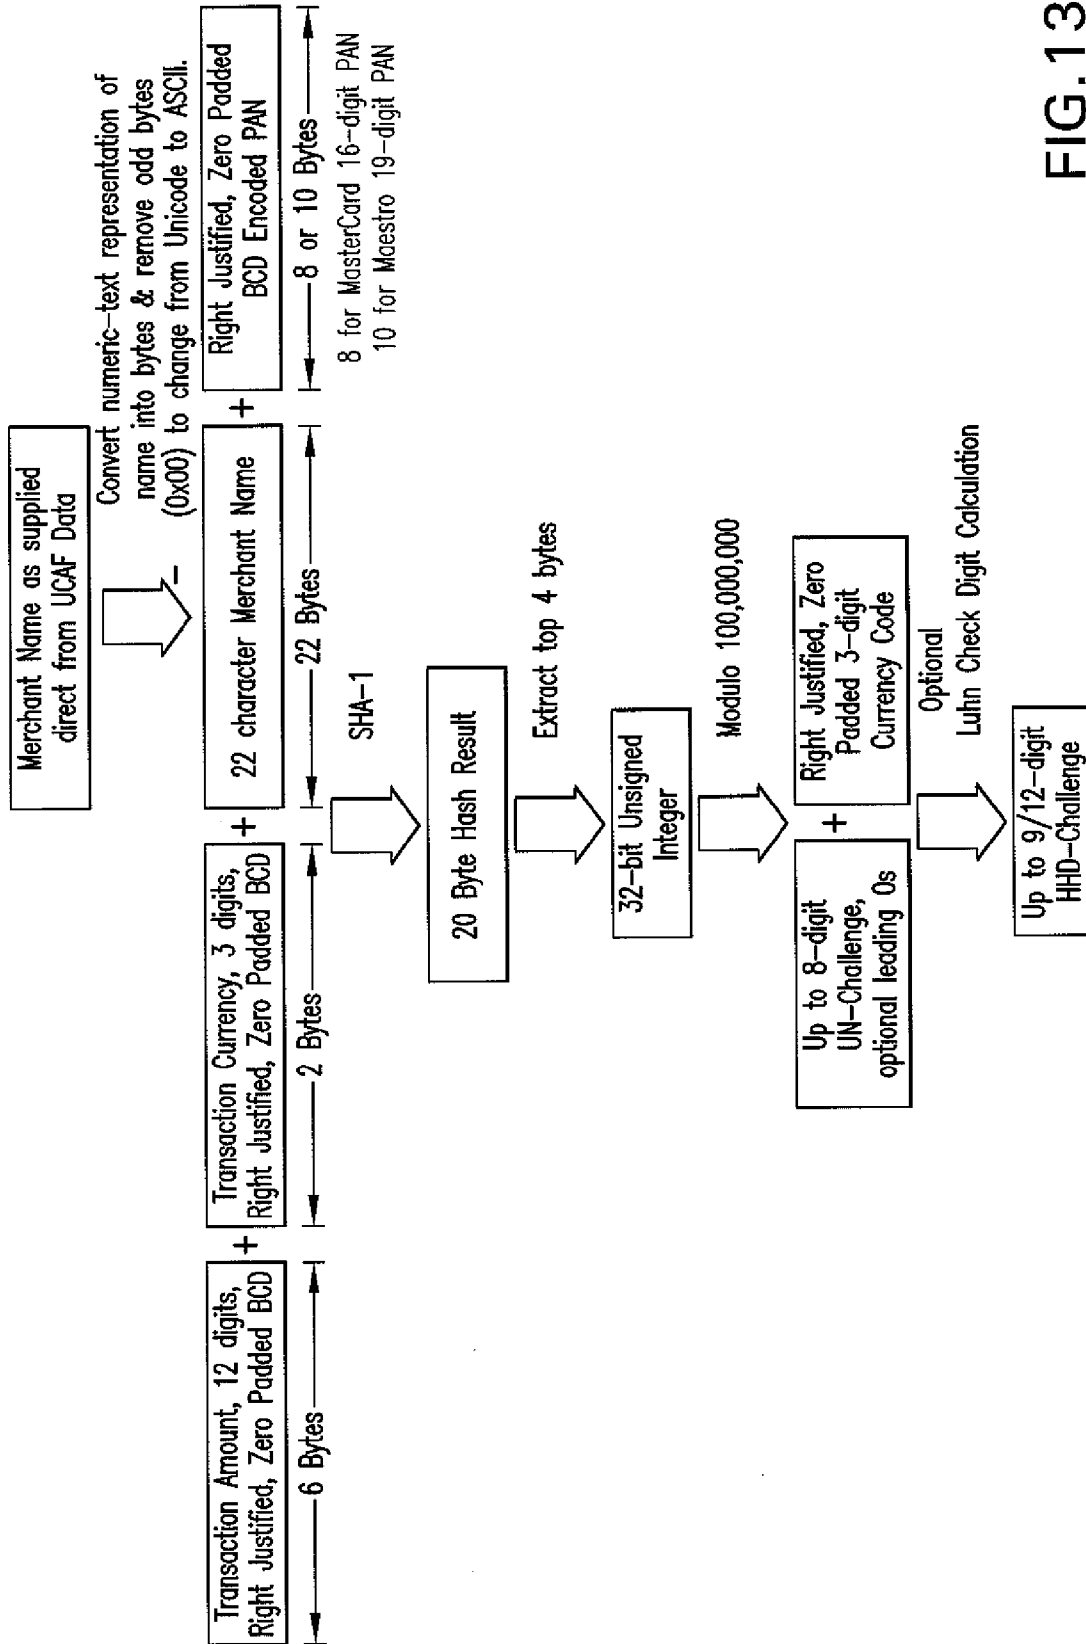 Merchant Name as supplied
direct from UCAF Data
Convert numeric-text representation of
name into bytes & remove odd bytes
(0x00) to change from Unicode to ASCII.
Transaction Amount, 12 digits,
Right Justified, Zero Padded BCD
+
Transaction Currency, 3 digits,
Right Justified, Zero Padded BCD
+
22 character Merchant Name
+
Right Justified, Zero Padded
BCD Encoded PAN
6 Bytes
2 Bytes
22 Bytes
8 or 10 Bytes
8 for MasterCard 16-digit PAN
10 for Maestro 19-digit PAN
SHA-1
20 Byte Hash Result
Extract top 4 bytes
32-bit Unsigned
Integer
Modulo 100,000,000
Up to 8-digit
UN-Challenge,
optional leading 0s
+
Right Justified, Zero
Padded 3-digit
Currency Code
Optional
Luhn Check Digit Calculation
Up to 9/12-digit
HHD-Challenge
FIG.13